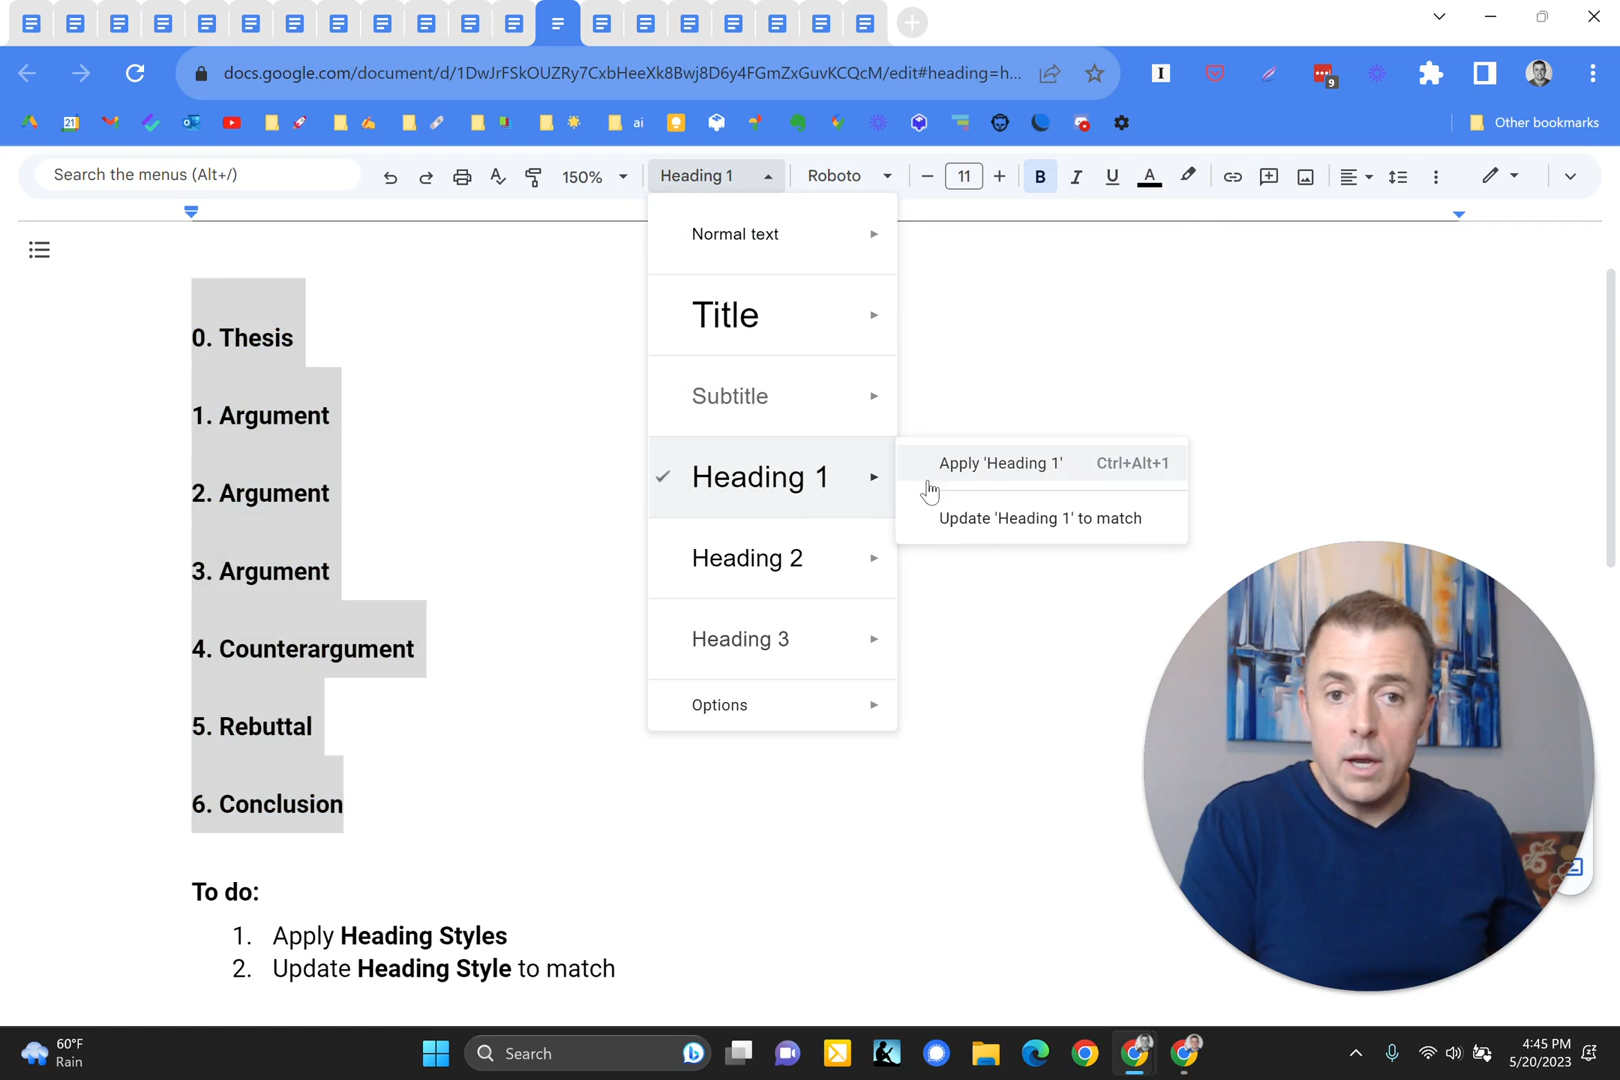 docs.google.com/document/d/1DwJrFSkOUZRy7CxbHeeXk8Bwj8D6y4FGmZxGuvKCQcM/edit#heading=h...
9
21
ai
Other bookmarks
Search the menus (Alt+/)
150%
Heading 1
Roboto
11
B
I
U
A
Normal text
Title
Subtitle
Heading 1
Heading 2
Heading 3
Options
Apply 'Heading 1' Ctrl+Alt+1
Update 'Heading 1' to match
0. Thesis
1. Argument
2. Argument
3. Argument
4. Counterargument
5. Rebuttal
6. Conclusion
To do:
1. Apply Heading Styles
2. Update Heading Style to match
60°F
Rain
Search
4:45 PM
5/20/2023